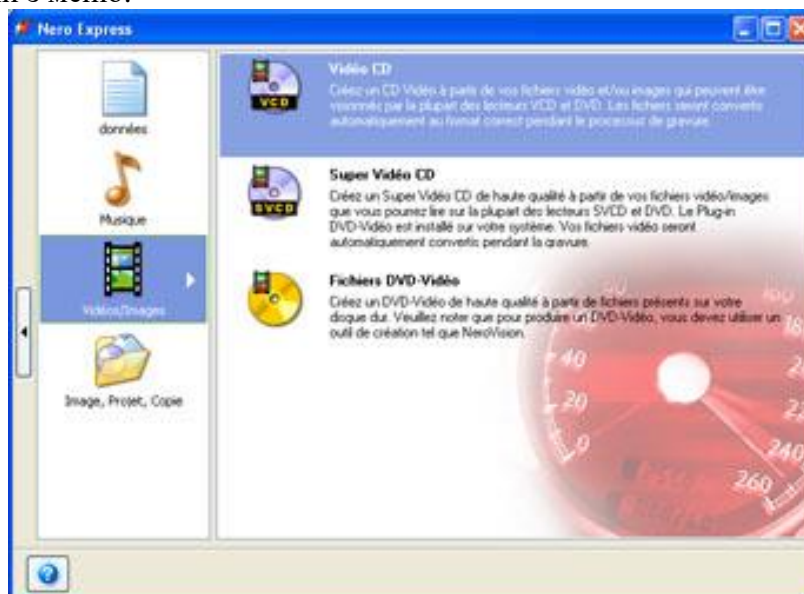 Nero Express
données
Musique
Vidéos/Images
Image, Projet, Copie
Vidéo CD
Créez un CD Vidéo à partir de vos fichiers vidéo et/ou images qui peuvent être
visionnés par la plupart des lecteurs VCD et DVD. Les fichiers seront convertis
automatiquement au format correct pendant le processus de gravure.
VCD
Super Vidéo CD
Créez un Super Vidéo CD de haute qualité à partir de vos fichiers vidéo/images
que vous pourrez lire sur la plupart des lecteurs SVCD et DVD. Le Plug-in
DVD-Vidéo est installé sur votre système. Vos fichiers vidéo seront
automatiquement convertis pendant la gravure.
SVCD
Fichiers DVD-Vidéo
Créez un DVD-Vidéo de haute qualité à partir de fichiers présents sur votre
disque dur. Veuillez noter que pour produire un DVD-Vidéo, vous devez utiliser un
outil de création tel que NeroVision.
40
20
0
240
260